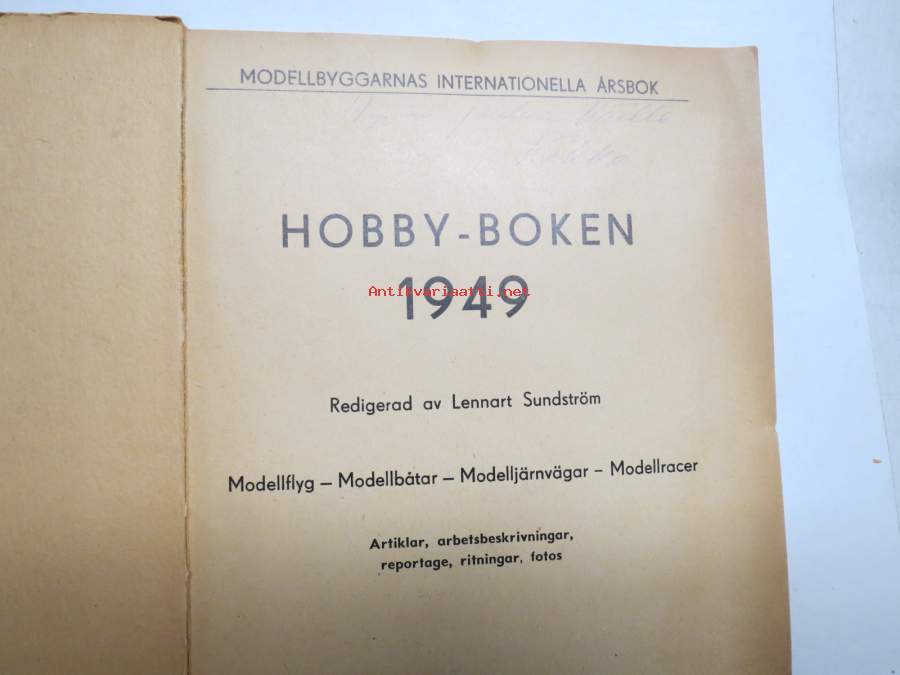 MODELLBYGGARNAS INTERNATIONELLA ÅRSBOK
HOBBY-BOKEN
1949
Antikvariaatti.net
Redigerad av Lennart Sundström
Modellflyg – Modellbåtar – Modelljärnvägar – Modellracer
Artiklar, arbetsbeskrivningar,
reportage, ritningar, fotos